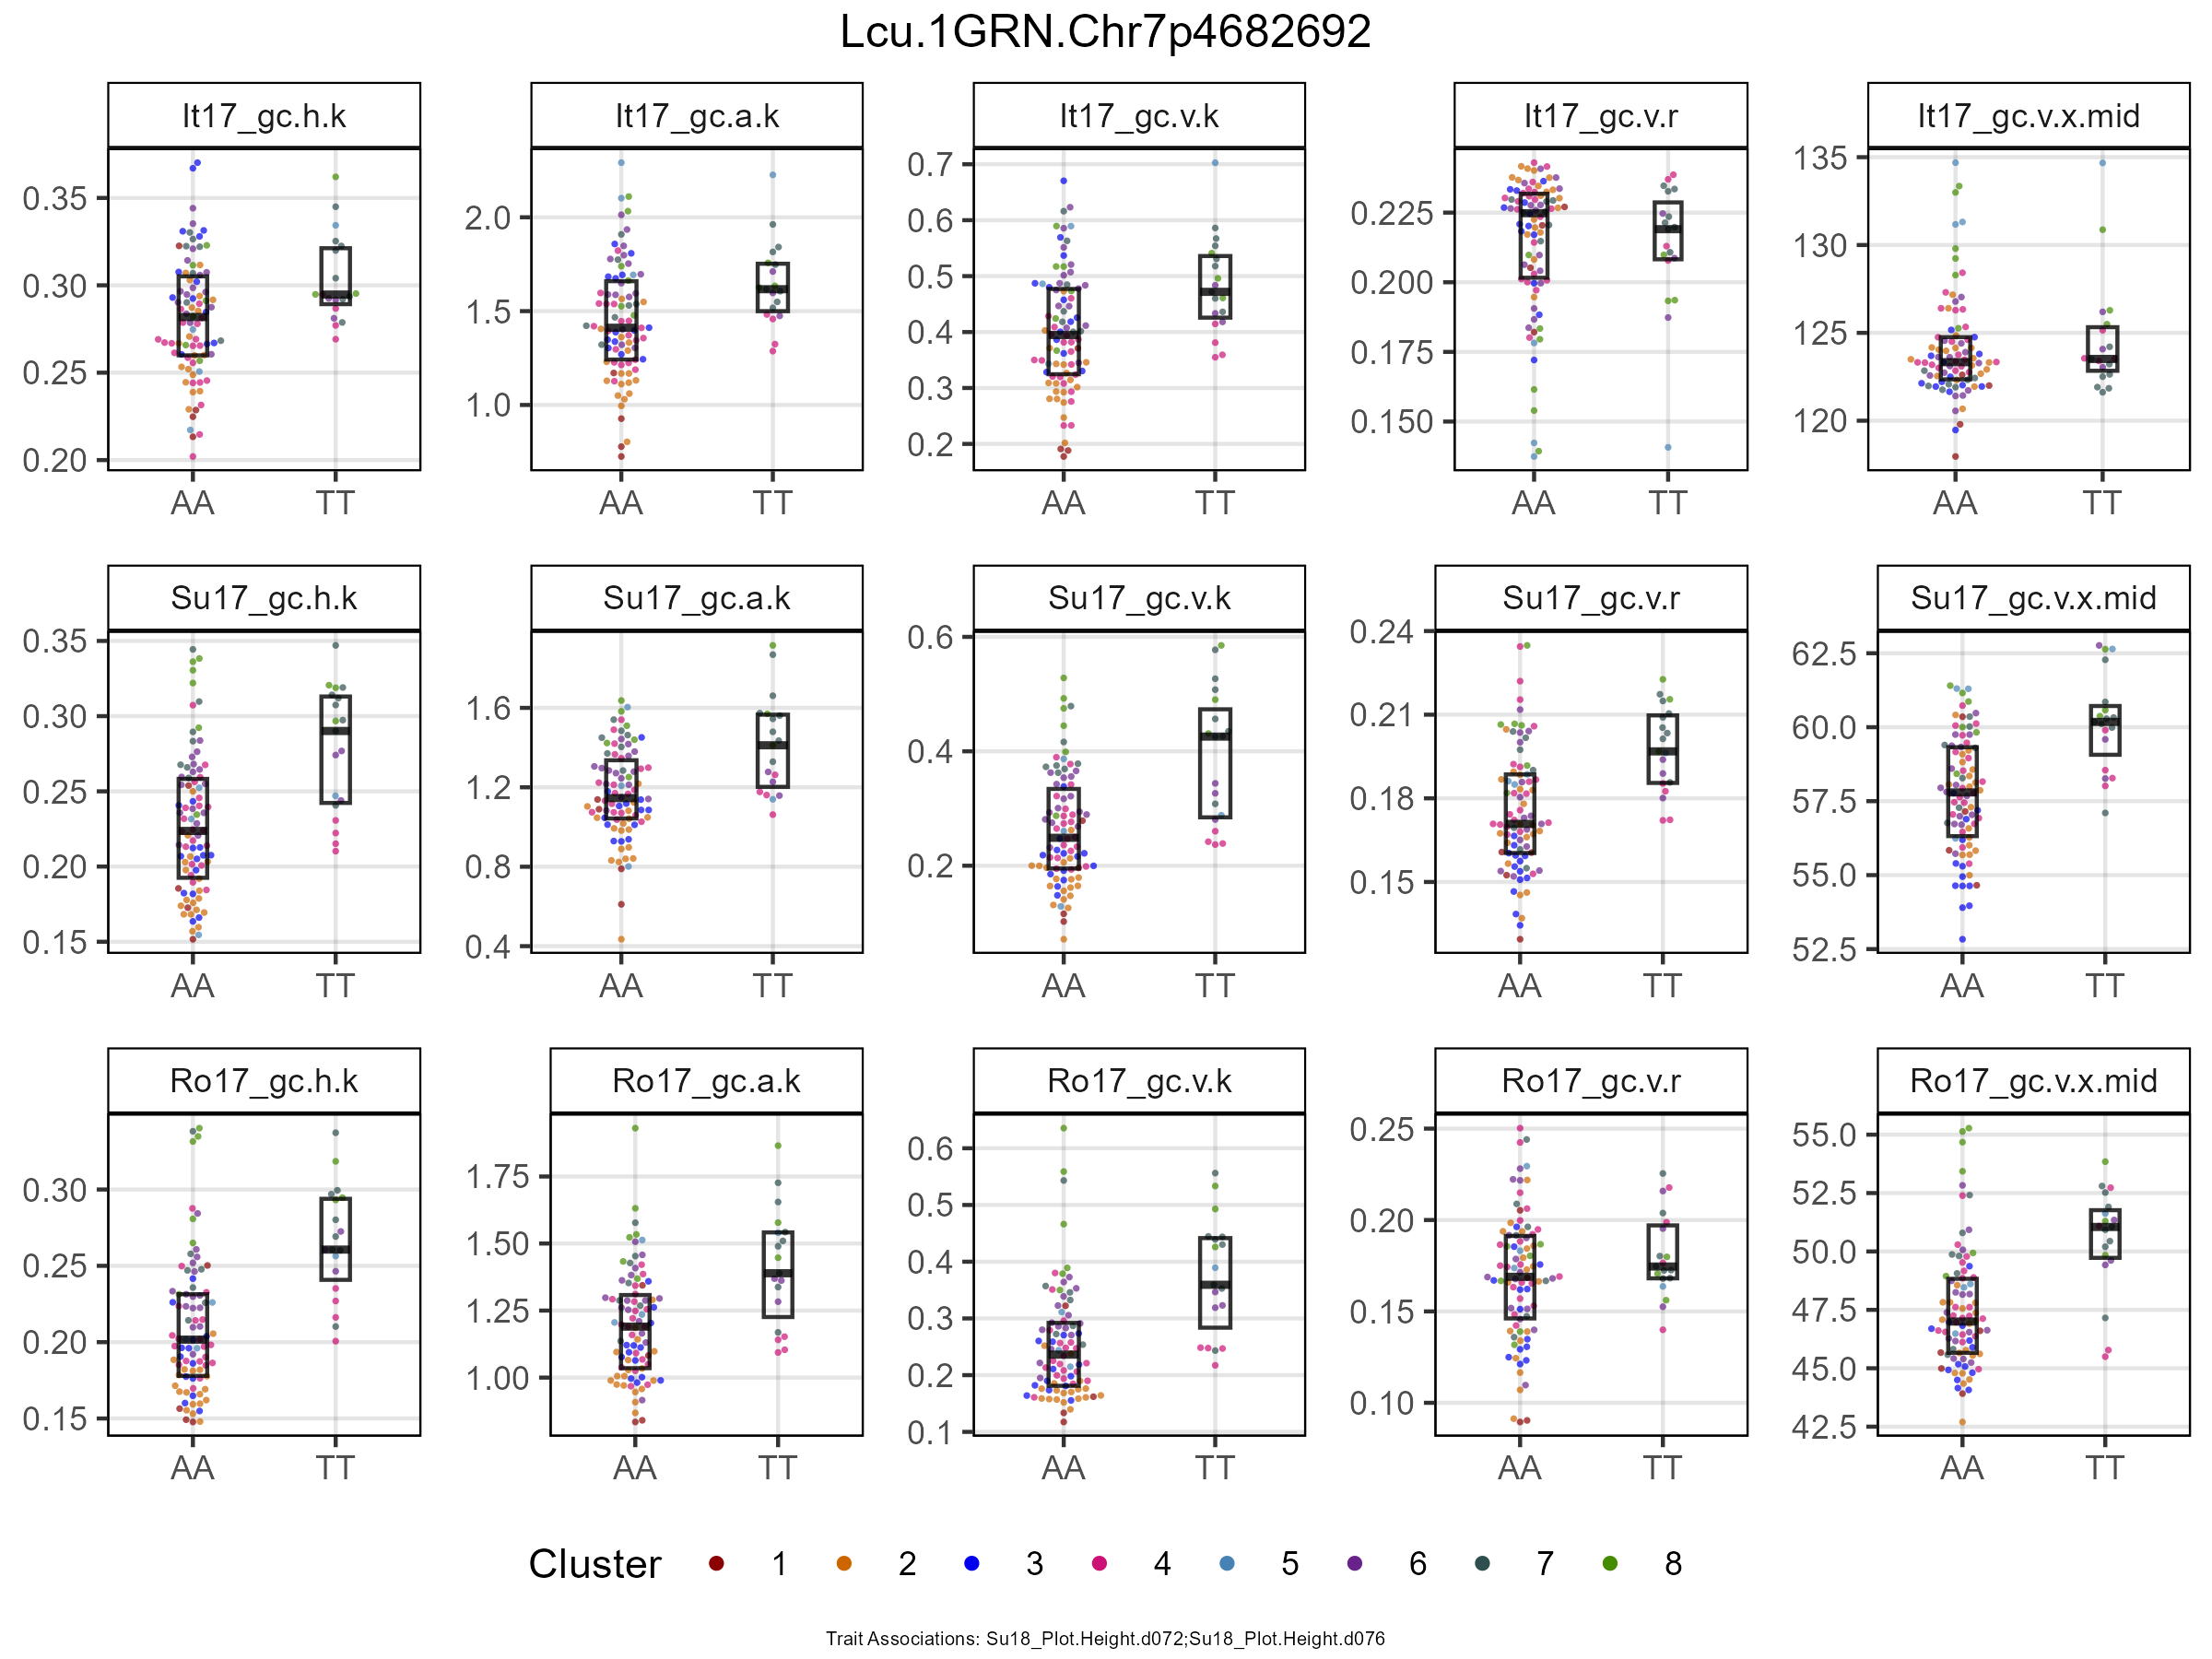 Lcu.1GRN.Chr7p4682692
It17_gc.h.k It17_gc.a.k It17_gc.v.k It17_gc.v.r It17_gc.v.x.mid
0.35 0.30 0.25 0.20
2.0 1.5 1.0
0.7 0.6 0.5 0.4 0.3 0.2
0.225 0.200 0.175 0.150
135 130 125 120
AA TT AA TT AA TT AA TT AA TT
Su17_gc.h.k Su17_gc.a.k Su17_gc.v.k Su17_gc.v.r Su17_gc.v.x.mid
0.35 0.30 0.25 0.20 0.15
1.6 1.2 0.8 0.4
0.6 0.4 0.2
0.24 0.21 0.18 0.15
62.5 60.0 57.5 55.0 52.5
AA TT AA TT AA TT AA TT AA TT
Ro17_gc.h.k Ro17_gc.a.k Ro17_gc.v.k Ro17_gc.v.r Ro17_gc.v.x.mid
0.30 0.25 0.20 0.15
1.75 1.50 1.25 1.00
0.6 0.5 0.4 0.3 0.2 0.1
0.25 0.20 0.15 0.10
55.0 52.5 50.0 47.5 45.0 42.5
AA TT AA TT AA TT AA TT AA TT
Cluster 1 2 3 4 5 6 7 8
Trait Associations: Su18_Plot.Height.d072;Su18_Plot.Height.d076